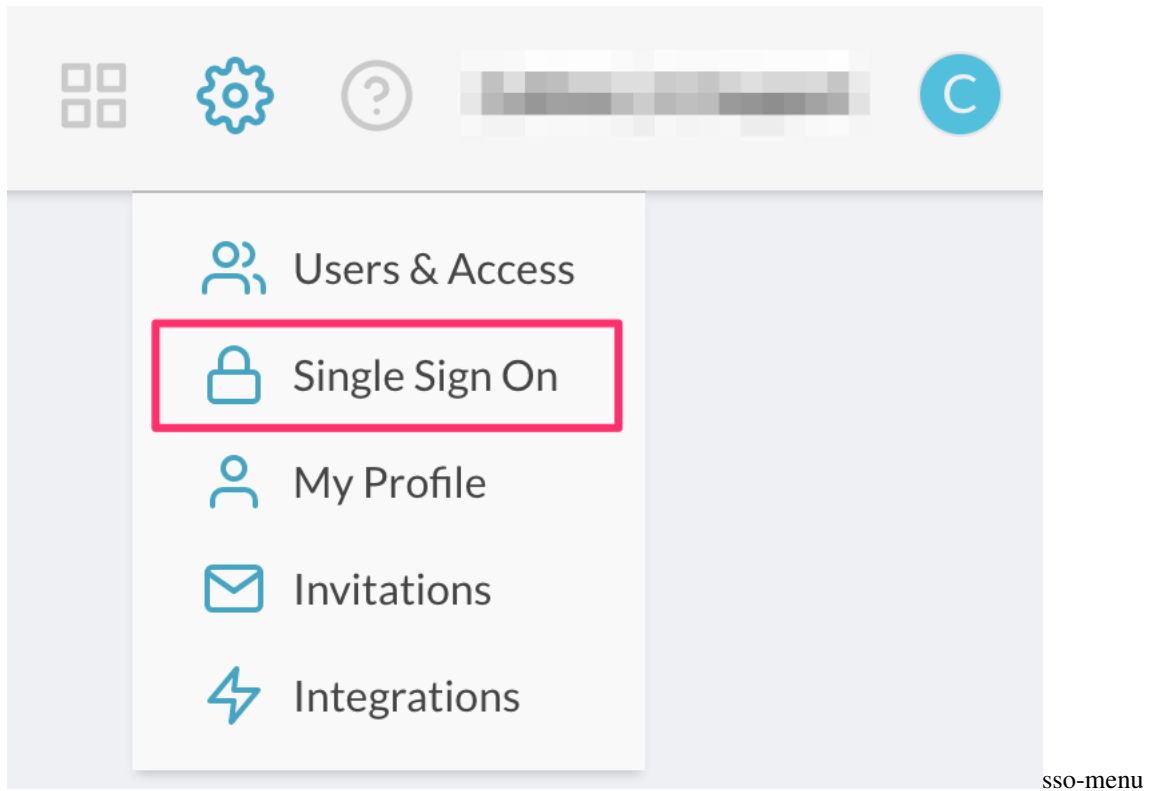 C
Users & Access
Single Sign On
My Profile
Invitations
Integrations
sso-menu